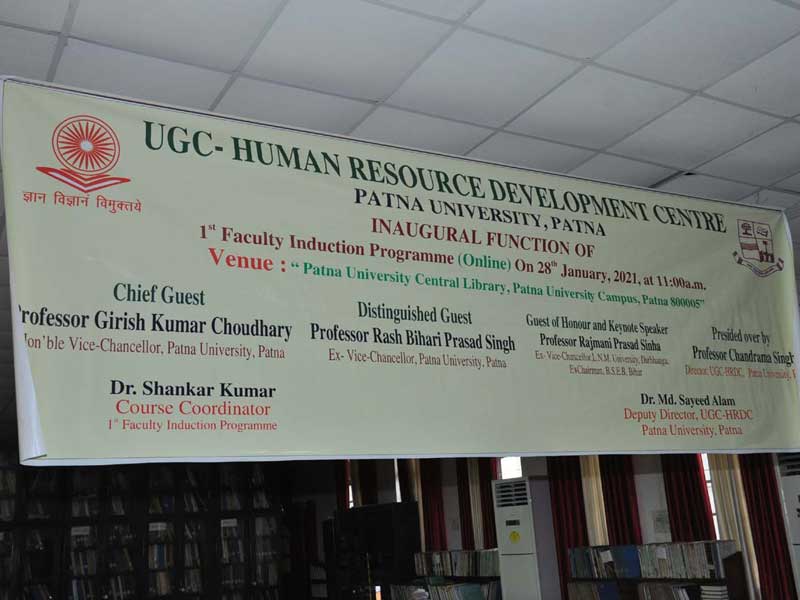 ज्ञान विज्ञानं विमुक्तये
UGC- HUMAN RESOURCE DEVELOPMENT CENTRE
PATNA UNIVERSITY, PATNA
INAUGURAL FUNCTION OF
1st Faculty Induction Programme (Online) On 28th January, 2021, at 11:00a.m.
Venue : “ Patna University Central Library, Patna University Campus, Patna 800005”
Chief Guest
Professor Girish Kumar Choudhary
Hon'ble Vice-Chancellor, Patna University, Patna
Distinguished Guest
Professor Rash Bihari Prasad Singh
Ex- Vice-Chancellor, Patna University, Patna
Guest of Honour and Keynote Speaker
Professor Rajmani Prasad Sinha
Ex- Vice-Chancellor, L.N.M. University, Darbhanga,
ExChairman, B.S.E.B, Bihar
Presided over by
Professor Chandrama Singh
Director UGC-HRDC, Patna University,
Dr. Shankar Kumar
Course Coordinator
1st Faculty Induction Programme
Dr. Md. Sayeed Alam
Deputy Director, UGC-HRDC
Patna University, Patna